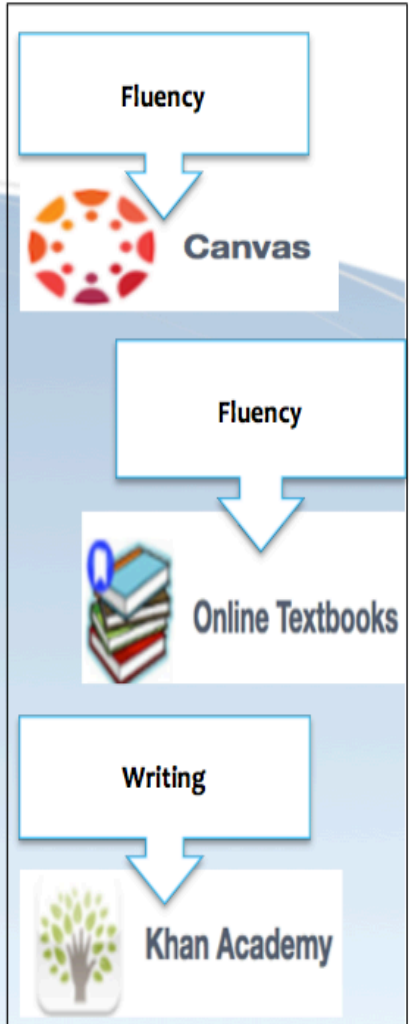 Fluency
Canvas
Fluency
Online Textbooks
Writing
Khan Academy